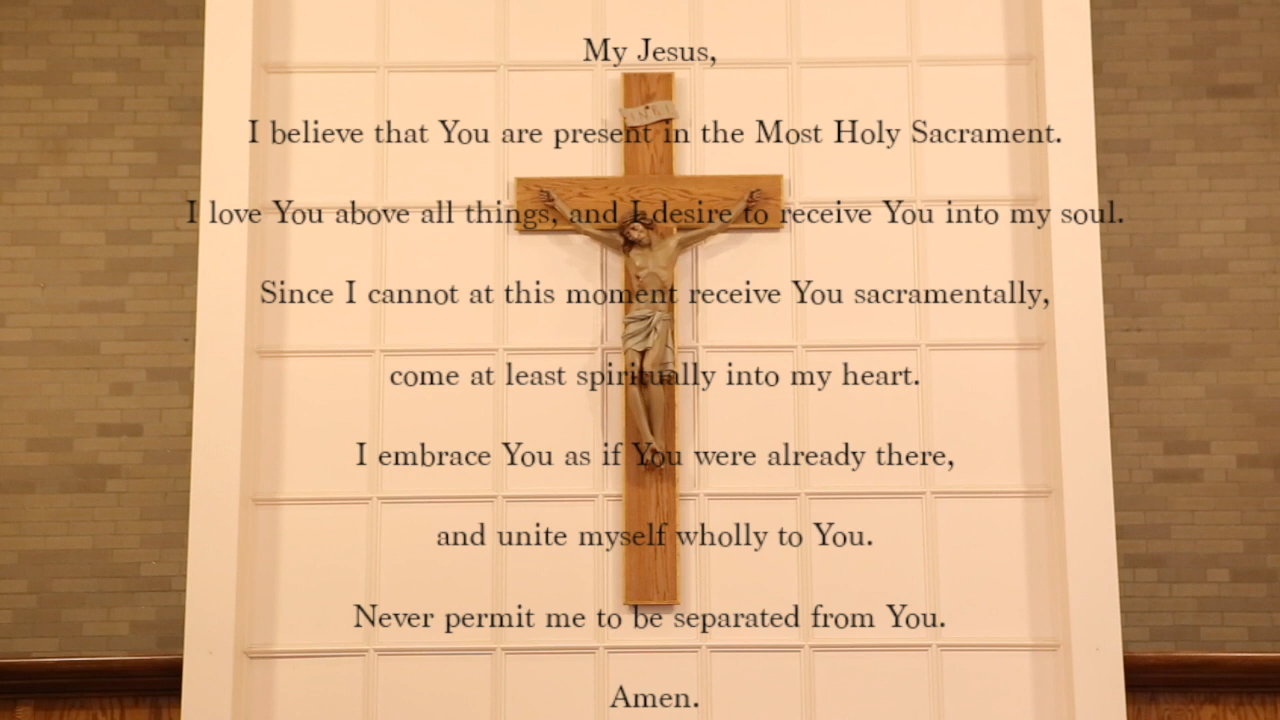 My Jesus,
INRI
I believe that You are present in the Most Holy Sacrament.
I love You above all things, and I desire to receive You into my soul.
Since I cannot at this moment receive You sacramentally,
come at least spiritually into my heart.
I embrace You as if You were already there,
and unite myself wholly to You.
Never permit me to be separated from You.
Amen.